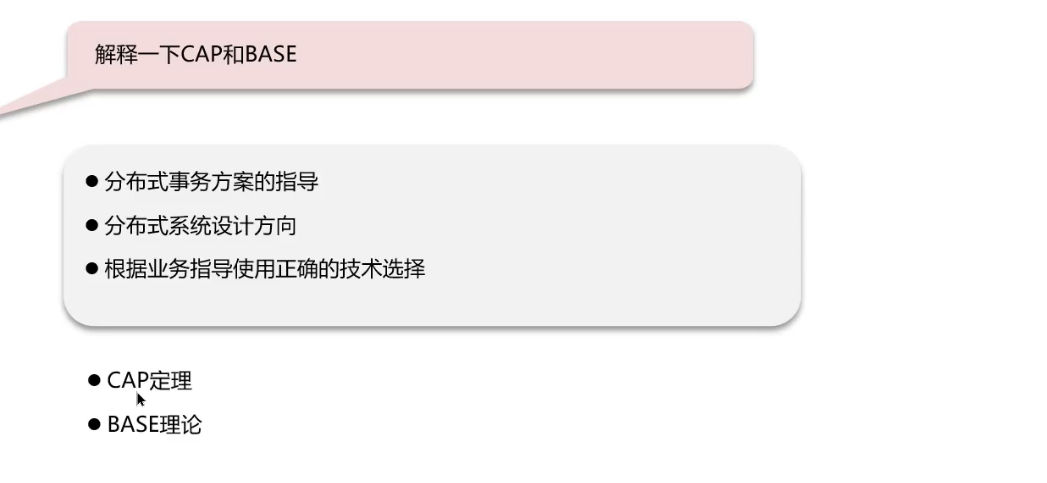 解释一下CAP和BASE
● 分布式事务方案的指导
● 分布式系统设计方向
● 根据业务指导使用正确的技术选择
● CAP定理
● BASE理论